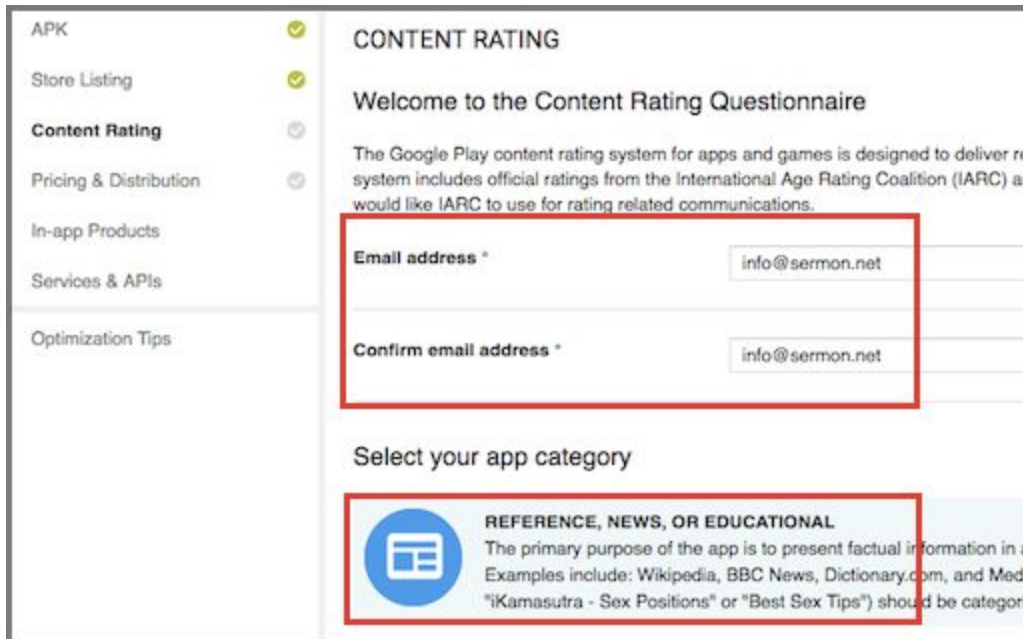 APK
Store Listing
Content Rating
Pricing & Distribution
In-app Products
Services & APIs
Optimization Tips
CONTENT RATING
Welcome to the Content Rating Questionnaire
The Google Play content rating system for apps and games is designed to deliver
system includes official ratings from the International Age Rating Coalition (IARC)
would like IARC to use for rating related communications.
Email address *
info@sermon.net
Confirm email address *
info@sermon.net
Select your app category
REFERENCE, NEWS, OR EDUCATIONAL
The primary purpose of the app is to present factual information in
Examples include: Wikipedia, BBC News, Dictionary.com, and
"iKamasutra - Sex Positions" or "Best Sex Tips") should be